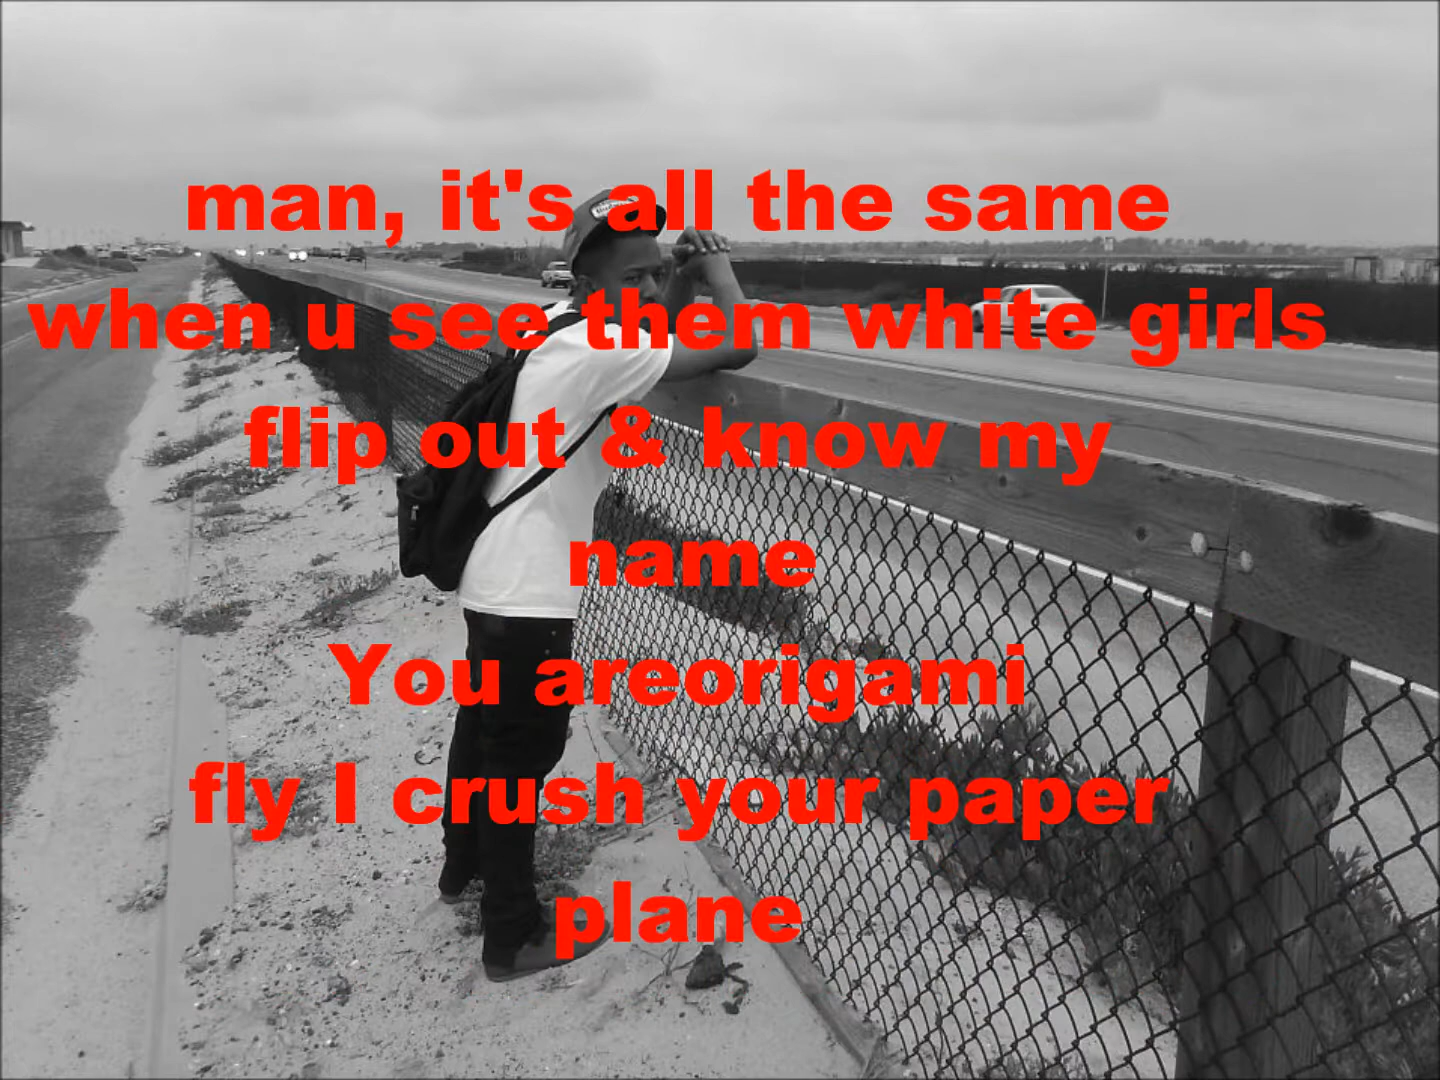 man, it's all the same
when u see them white girls
flip out & know my
name
You areorigami
fly I crush your paper
plane